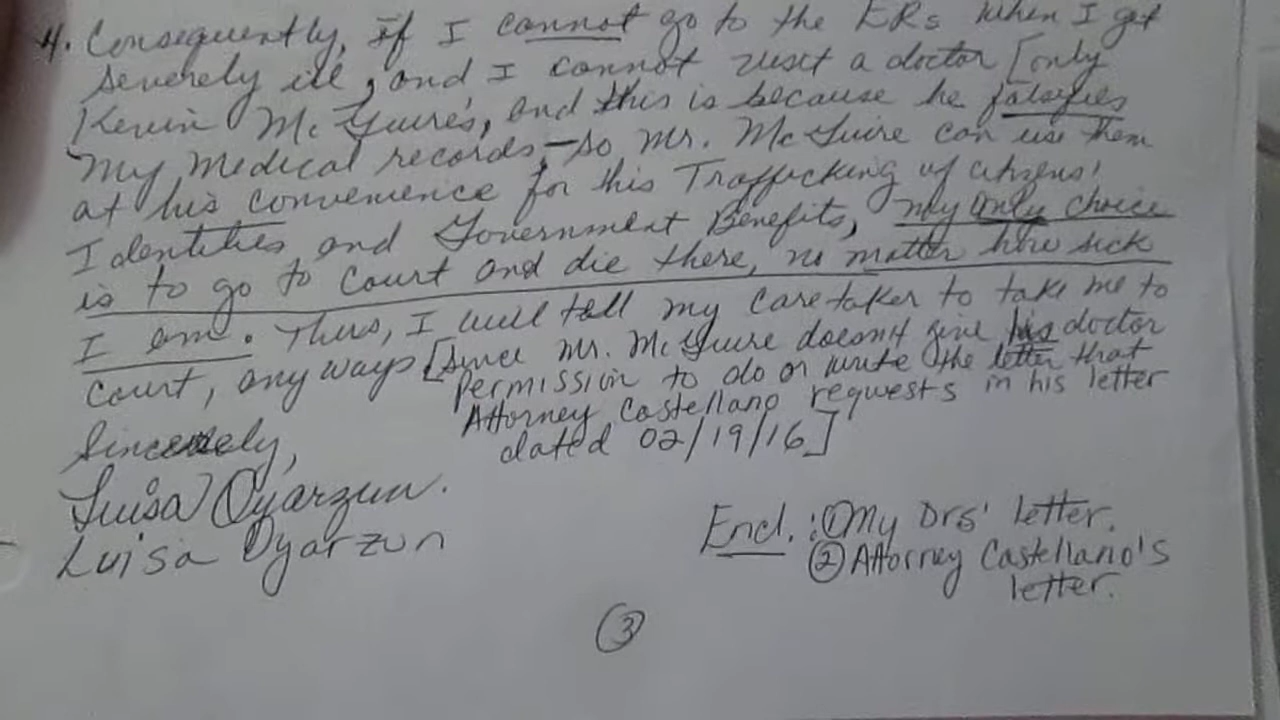 4. Consequently, if I cannot go to the ERs when I get
severely ill, and I cannot visit a doctor [only
Kevin McGuire's, and this is because he falsifies
My Medical records,—so Mr. McGuire can use them
at his convenience for this Trafficking of citizens'
Identities and Government Benefits, my only choice
is to go to Court and die there, no matter how sick
I am. Thus, I will tell my caretaker to take me to
court, any ways [since Mr. McGuire doesn't give his doctor
permission to do or write the letter that
Attorney Castellano requests in his letter
dated 02/19/16]
Sincerely,
Luisa Oyarzun.
Luisa Oyarzun
Encl.: ① My Drs' letter.
② Attorney Castellano's
letter.
③